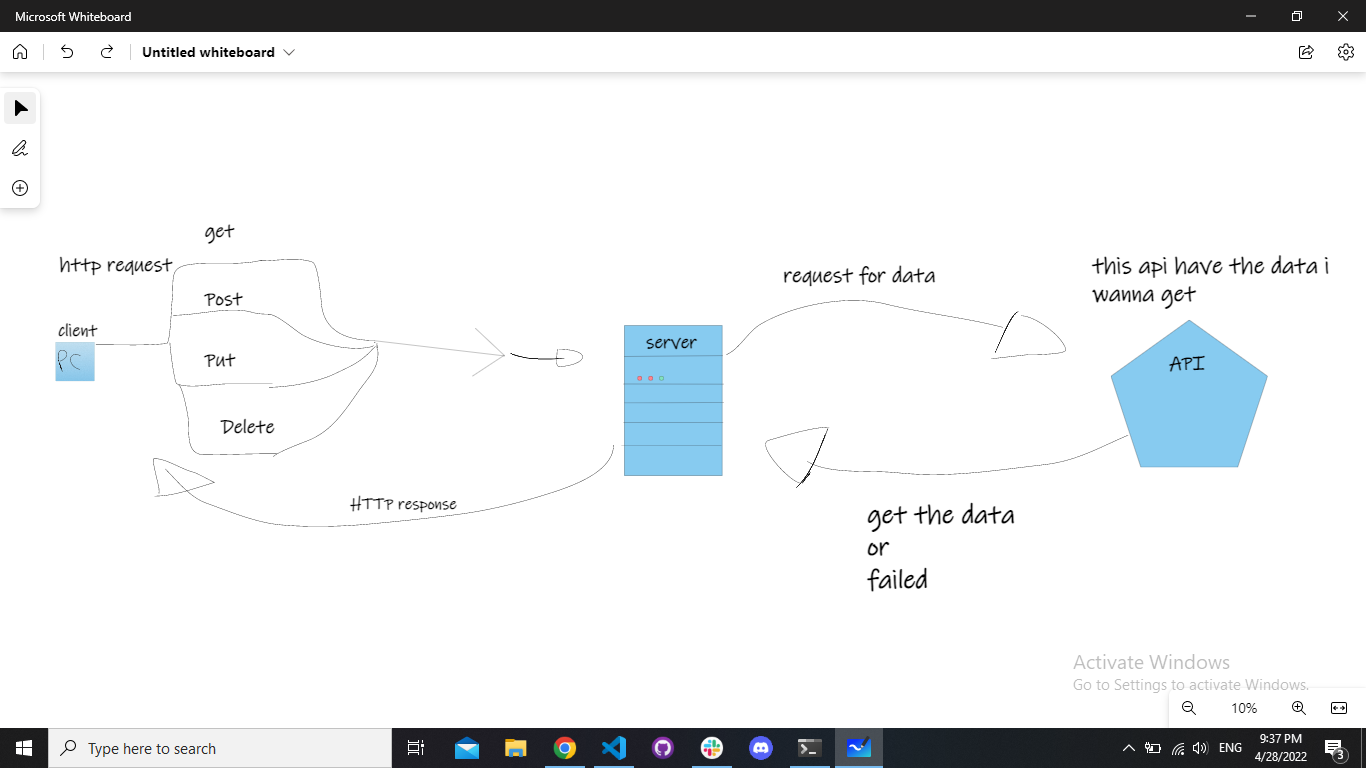 Microsoft Whiteboard
Untitled whiteboard
get
http request
Post
client
PC
Put
Delete
HTTP response
server
request for data
this api have the data i
wanna get
API
get the data
or
failed
Activate Windows
Go to Settings to activate Windows.
10%
Type here to search
ENG
9:37 PM
4/28/2022
3